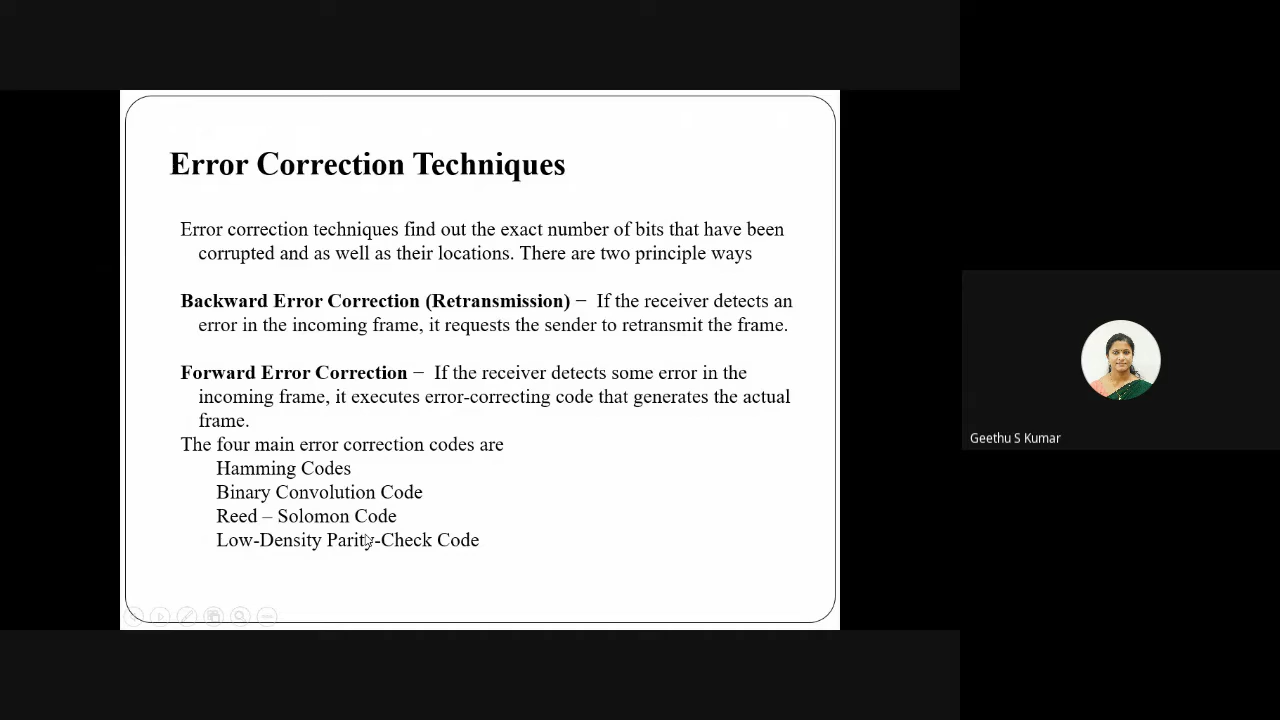 Error Correction Techniques
Error correction techniques find out the exact number of bits that have been
corrupted and as well as their locations. There are two principle ways
Backward Error Correction (Retransmission) − If the receiver detects an
error in the incoming frame, it requests the sender to retransmit the frame.
Forward Error Correction − If the receiver detects some error in the
incoming frame, it executes error-correcting code that generates the actual
frame.
The four main error correction codes are
Hamming Codes
Binary Convolution Code
Reed – Solomon Code
Low-Density Parity-Check Code
Geethu S Kumar